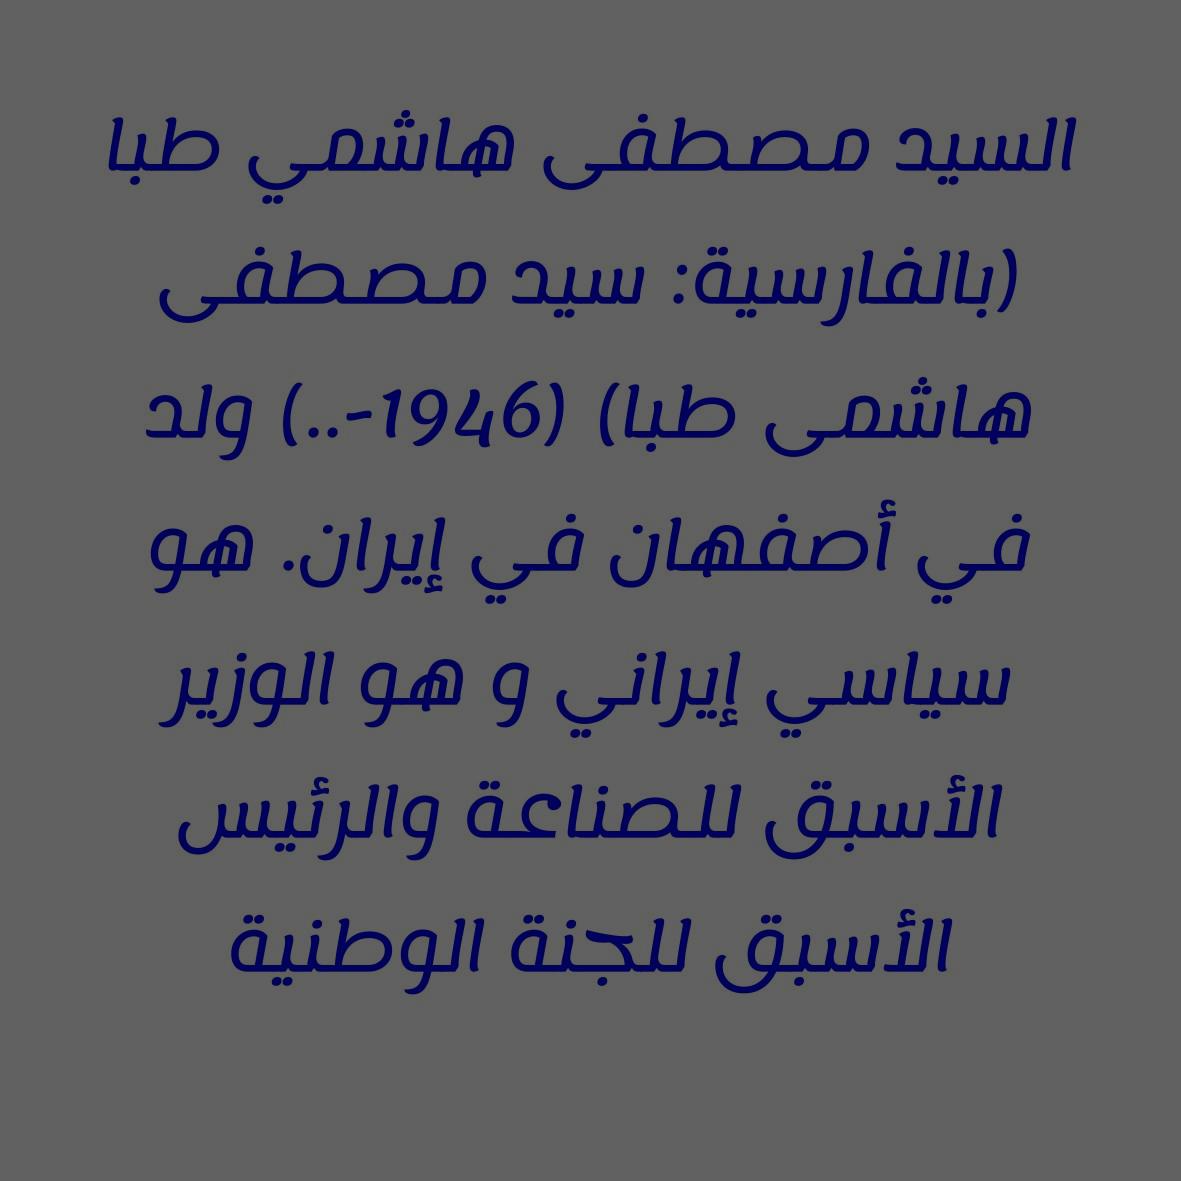 السيد مصطفى هاشمي طبا
(بالفارسية: سيد مصطفى
هاشمى طبا) (1946-..) ولد
في أصفهان في إيران. هو
سياسي إيراني و هو الوزير
الأسبق للصناعة والرئيس
الأسبق للجنة الوطنية